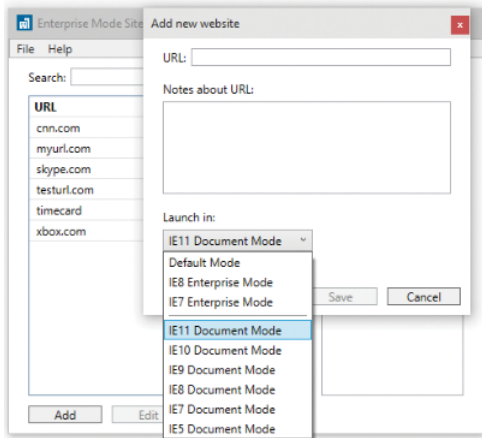 Enterprise Mode Site
Add new website
x
File Help
URL:
Search:
Notes about URL:
URL
cnn.com
myurl.com
skype.com
testurl.com
timecard
xbox.com
Launch in:
IE11 Document Mode
Default Mode
IE8 Enterprise Mode
IE7 Enterprise Mode
Save Cancel
IE11 Document Mode
IE10 Document Mode
IE9 Document Mode
IE8 Document Mode
IE7 Document Mode
IE5 Document Mode
Add Edit